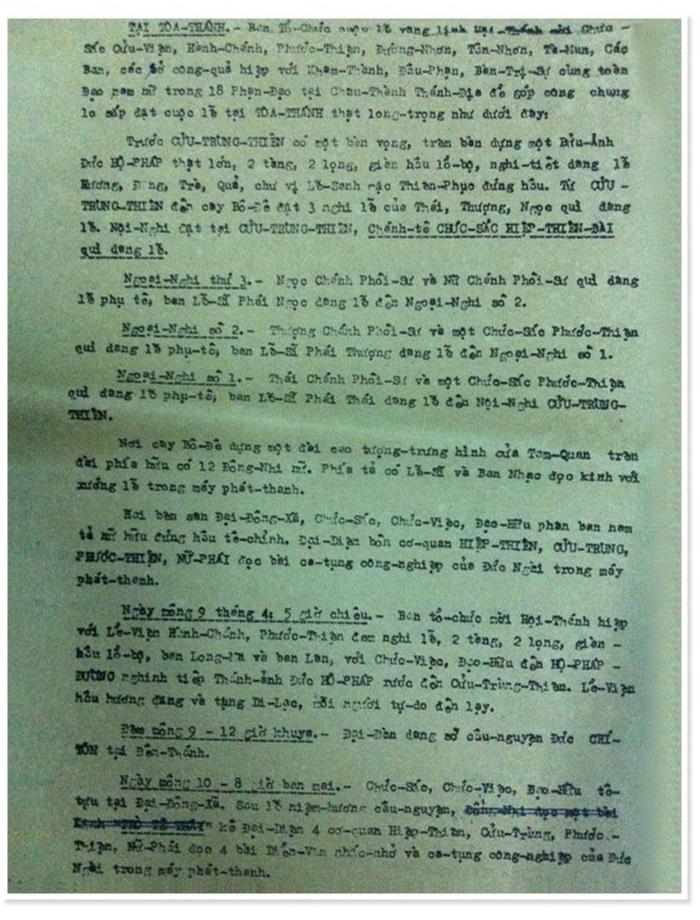 TẠI TÒA-THÁNH.- Ban Tổ-Chức cuộc lễ vâng lịnh Hội-Thánh mời Chức-
Sắc Cửu-Viện, Hành-Chánh, Phước-Thiện, Đường-Nhơn, Tôn-Nhơn, Tà-Mun, Các
Ban, các Sở công-quả hiệp với Khâm-Thành, Đầu-Phận, Bàn-Trị-Sự cùng toàn
Đạo nam nữ trong 18 Phận-Đạo tại Châu-Thành Thánh-Địa để góp công chung
lo sắp đặt cuộc lễ tại TÒA-THÁNH thật long-trọng như dưới đây:
Trước CỬU-TRÙNG-THIÊN có một bàn vọng, trên bàn dựng một Bửu-Ảnh
Đức HỘ-PHÁP thật lớn, 2 tàng, 2 lọng, giàn hầu lổ-bộ, nghi-tiết dâng lễ
Hương, Đăng, Trà, Quả, chư vị Lễ-Sanh mặc Thiên-Phục đứng hầu. Từ CỬU-
TRÙNG-THIÊN đến cây Bồ-Đề đặt 3 nghi lễ của Thái, Thượng, Ngọc quì dâng
lễ. Nội-Nghi đặt tại CỬU-TRÙNG-THIÊN, Chánh-tế CHỨC-SẮC HIỆP-THIÊN-ĐÀI
quì dâng lễ.
Ngoại-Nghi thứ 3.- Ngọc Chánh Phối-Sư và Nữ Chánh Phối-Sư quì dâng
lễ phụ tế, ban Lễ-Sĩ Phái Ngọc dâng lễ đến Ngoại-Nghi số 2.
Ngoại-Nghi số 2.- Thượng Chánh Phối-Sư và một Chức-Sắc Phước-Thiện
quì dâng lễ phụ-tế, ban Lễ-Sĩ Phái Thượng dâng lễ đến Ngoại-Nghi số 1.
Ngoại-Nghi số 1.- Thái Chánh Phối-Sư và một Chức-Sắc Phước-Thiện
quì dâng lễ phụ-tế, ban Lễ-Sĩ Phái Thái dâng lễ đến Nội-Nghi CỬU-TRÙNG-
THIÊN.
Nơi cây Bồ-Đề dựng một đài cao tượng-trưng hình cửa Tam-Quan trên
đài phía hữu có 12 Đồng-Nhi nữ. Phía tả có Lễ-Sĩ và Ban Nhạc đọc kinh với
xướng lễ trong máy phát-thanh.
Hai bên sân Đại-Đồng-Xã, Chức-Sắc, Chức-Việc, Đạo-Hữu phân ban nam
tả nữ hữu đứng hầu tề-chỉnh. Đại-Diện bốn cơ-quan HIỆP-THIÊN, CỬU-TRÙNG,
PHƯỚC-THIỆN, NỮ-PHÁI đọc bài ca-tụng công-nghiệp của Đức Ngài trong máy
phát-thanh.
Ngày mồng 9 tháng 4: 5 giờ chiều.- Ban tổ-chức mời Hội-Thánh hiệp
với Lễ-Viện Hành-Chánh, Phước-Thiện đem nghi lễ, 2 tàng, 2 lọng, giàn-
hầu lổ-bộ, ban Long-Mã và ban Lân, với Chức-Việc, Đạo-Hữu đến HỘ-PHÁP-
ĐƯỜNG nghinh tiếp Thánh-ảnh Đức HỘ-PHÁP rước đến Cửu-Trùng-Thiên. Lễ-Viện
hầu hương đăng và tụng Di-Lạc, mỗi người tự-do đến lạy.
Đêm mồng 9 - 12 giờ khuya.- Đại-Đàn dâng sớ cầu-nguyện Đức CHÍ-
TÔN tại Đền-Thánh.
Ngày mồng 10 - 8 giờ ban mai.- Chức-Sắc, Chức-Việc, Đạo-Hữu tề-
tựu tại Đại-Đồng-Xã. Sau lễ niệm-hương cầu-nguyện, Đồng-Nhi đọc một bài
kế Đại-Diện 4 cơ-quan Hiệp-Thiên, Cửu-Trùng, Phước-
Thiện, Nữ-Phái đọc 4 bài Diễn-Văn nhắc-nhở và ca-tụng công-nghiệp của Đức
Ngài trong máy phát-thanh.